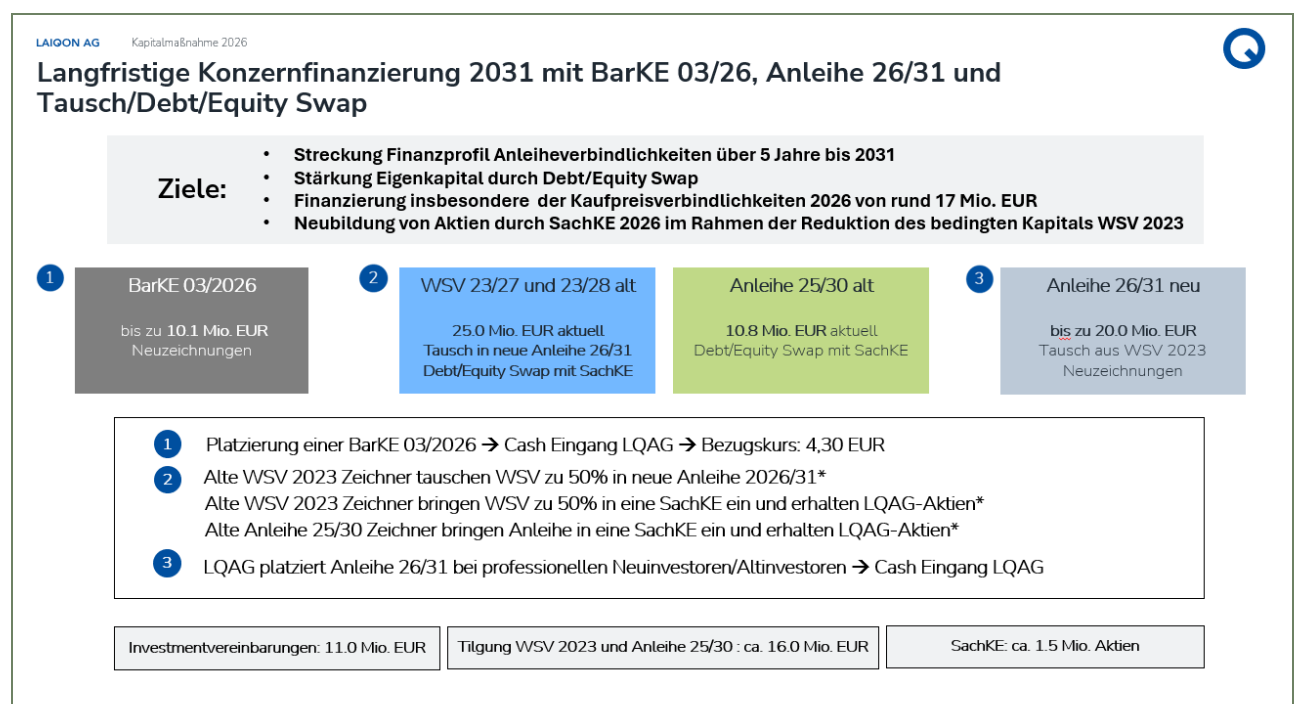 LAIQON AG Kapitalmaßnahme 2026
Langfristige Konzernfinanzierung 2031 mit BarKE 03/26, Anleihe 26/31 und
Tausch/Debt/Equity Swap
Ziele:
• Streckung Finanzprofil Anleiheverbindlichkeiten über 5 Jahre bis 2031
• Stärkung Eigenkapital durch Debt/Equity Swap
• Finanzierung insbesondere der Kaufpreisverbindlichkeiten 2026 von rund 17 Mio. EUR
• Neubildung von Aktien durch SachKE 2026 im Rahmen der Reduktion des bedingten Kapitals WSV 2023
1
BarKE 03/2026
bis zu 10.1 Mio. EUR
Neuzeichnungen
2
WSV 23/27 und 23/28 alt
25.0 Mio. EUR aktuell
Tausch in neue Anleihe 26/31
Debt/Equity Swap mit SachKE
Anleihe 25/30 alt
10.8 Mio. EUR aktuell
Debt/Equity Swap mit SachKE
3
Anleihe 26/31 neu
bis zu 20.0 Mio. EUR
Tausch aus WSV 2023
Neuzeichnungen
1 Platzierung einer BarKE 03/2026 → Cash Eingang LQAG → Bezugskurs: 4,30 EUR
2 Alte WSV 2023 Zeichner tauschen WSV zu 50% in neue Anleihe 2026/31*
Alte WSV 2023 Zeichner bringen WSV zu 50% in eine SachKE ein und erhalten LQAG-Aktien*
Alte Anleihe 25/30 Zeichner bringen Anleihe in eine SachKE ein und erhalten LQAG-Aktien*
3 LQAG platziert Anleihe 26/31 bei professionellen Neuinvestoren/Altinvestoren → Cash Eingang LQAG
Investmentvereinbarungen: 11.0 Mio. EUR
Tilgung WSV 2023 und Anleihe 25/30 : ca. 16.0 Mio. EUR
SachKE: ca. 1.5 Mio. Aktien